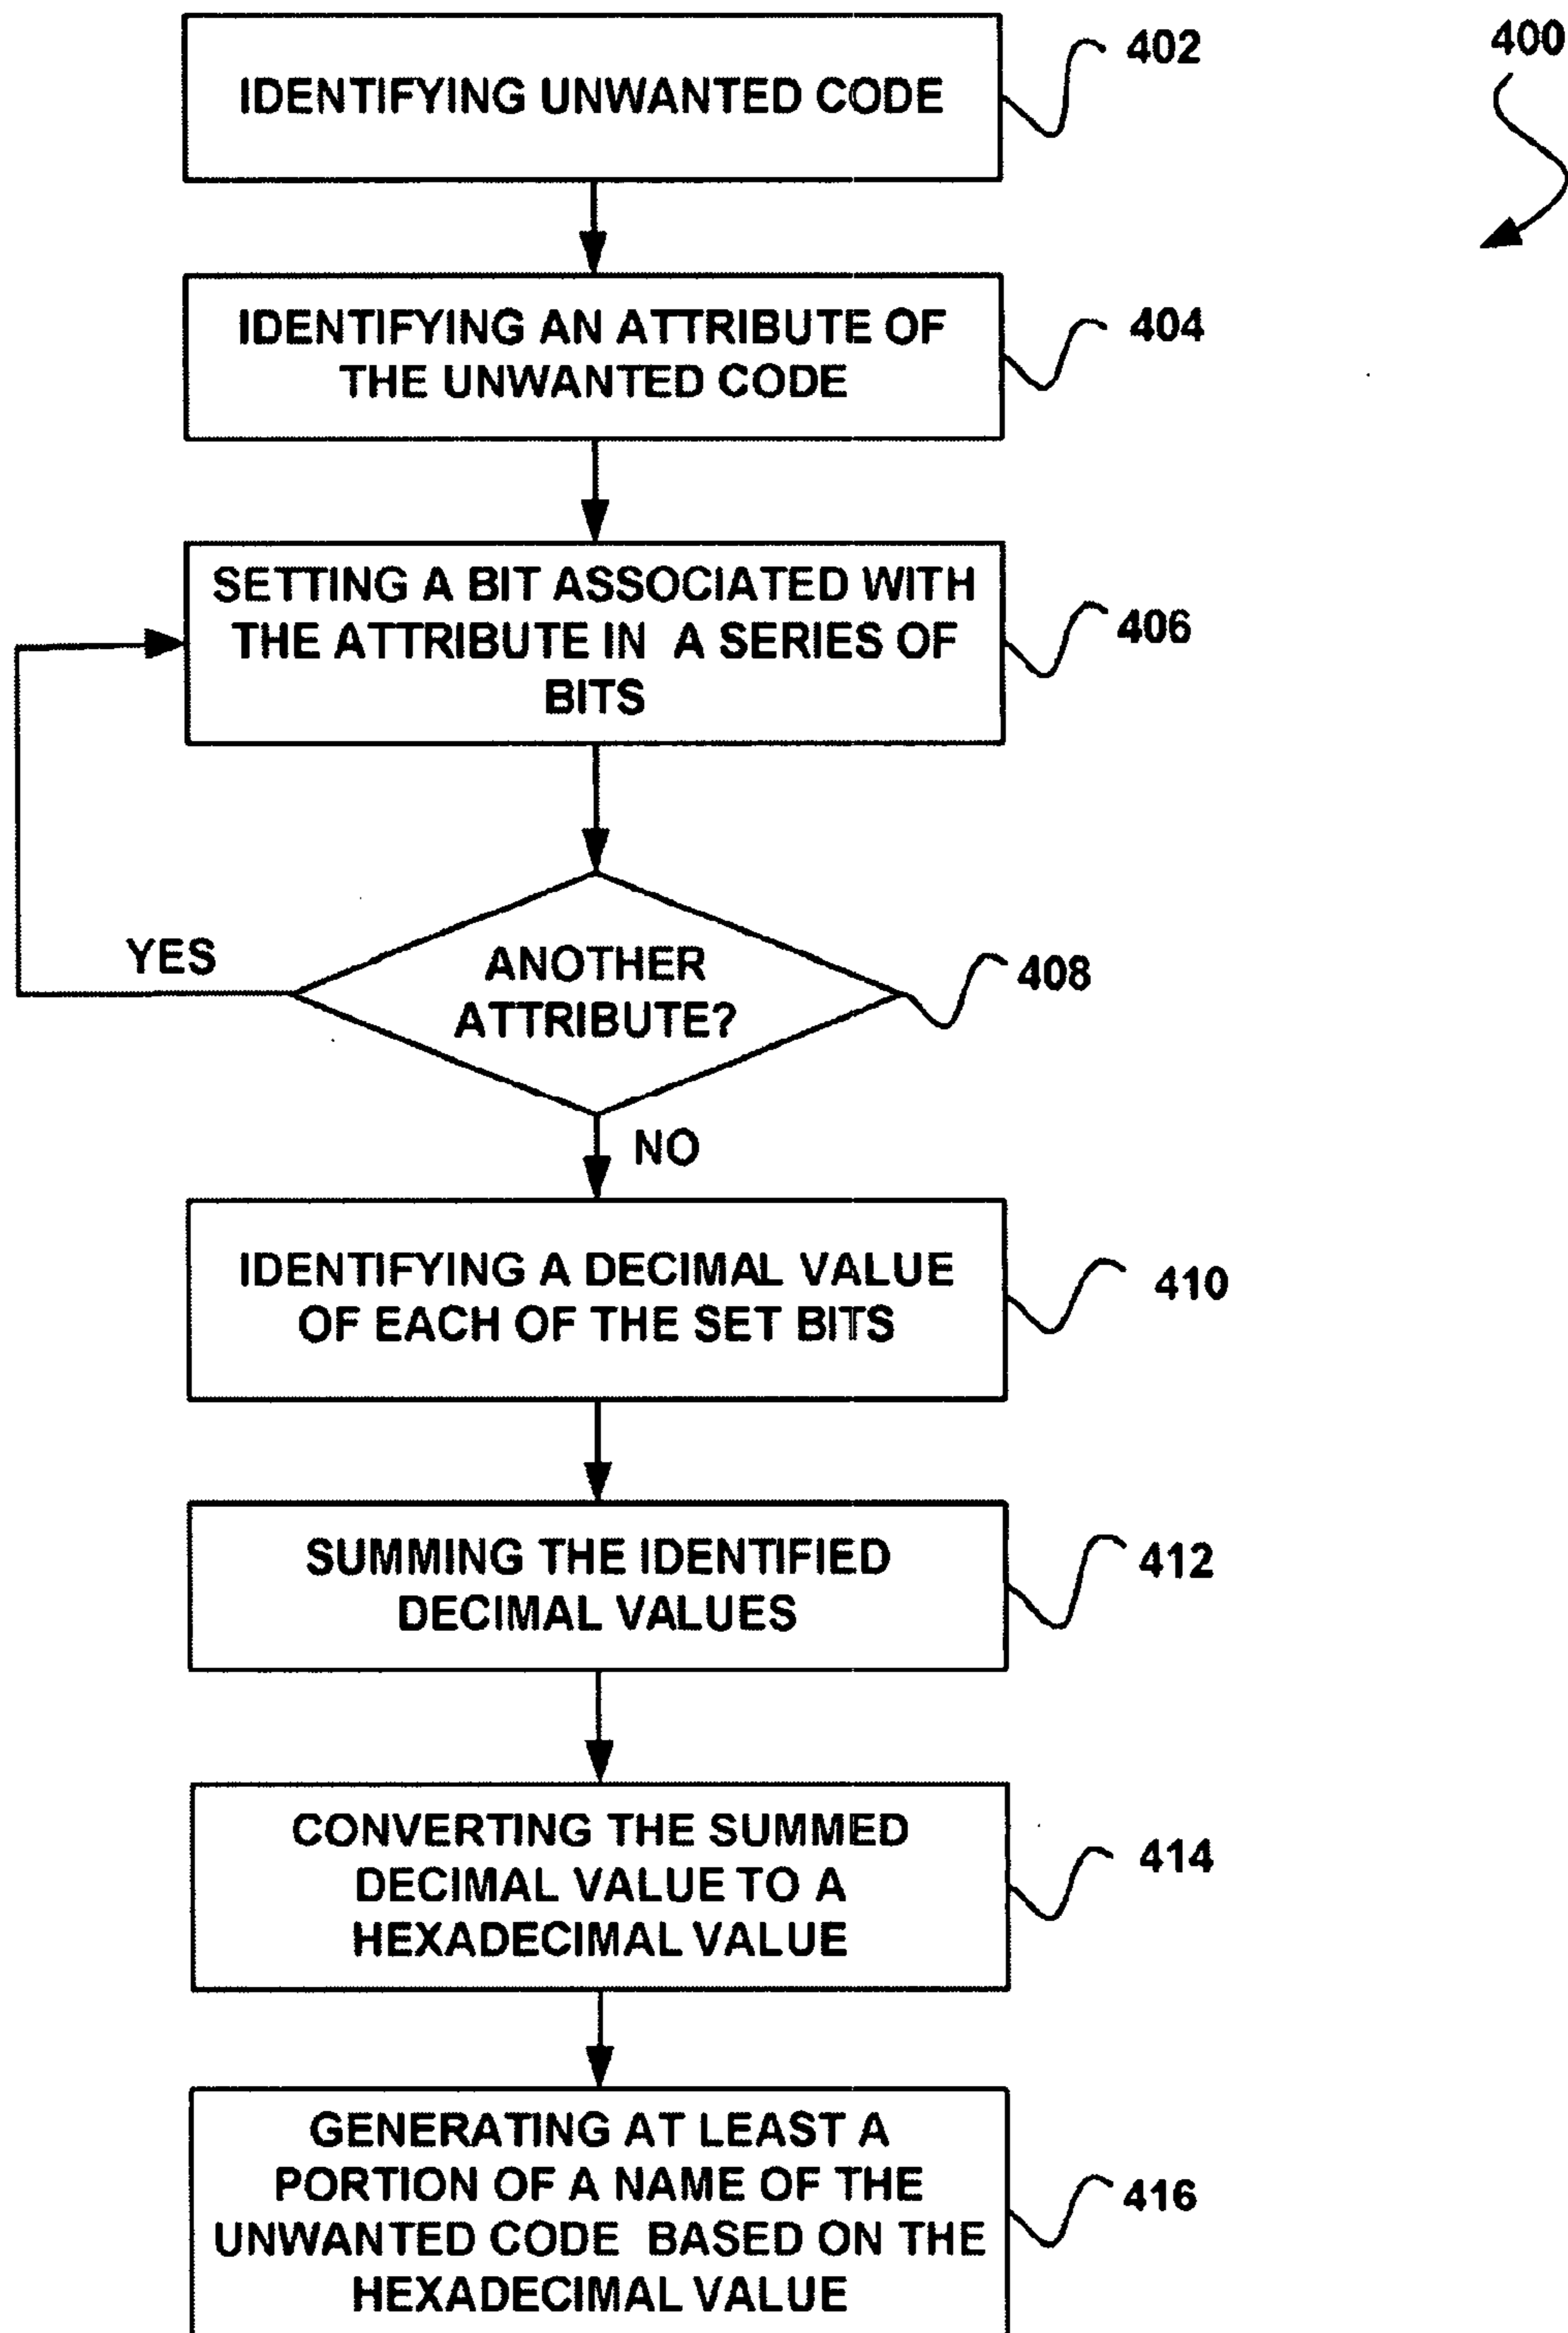 IDENTIFYING UNWANTED CODE
402
400
IDENTIFYING AN ATTRIBUTE OF
THE UNWANTED CODE
404
SETTING A BIT ASSOCIATED WITH
THE ATTRIBUTE IN A SERIES OF
BITS
406
YES
ANOTHER
ATTRIBUTE?
408
NO
IDENTIFYING A DECIMAL VALUE
OF EACH OF THE SET BITS
410
SUMMING THE IDENTIFIED
DECIMAL VALUES
412
CONVERTING THE SUMMED
DECIMAL VALUE TO A
HEXADECIMAL VALUE
414
GENERATING AT LEAST A
PORTION OF A NAME OF THE
UNWANTED CODE BASED ON THE
HEXADECIMAL VALUE
416